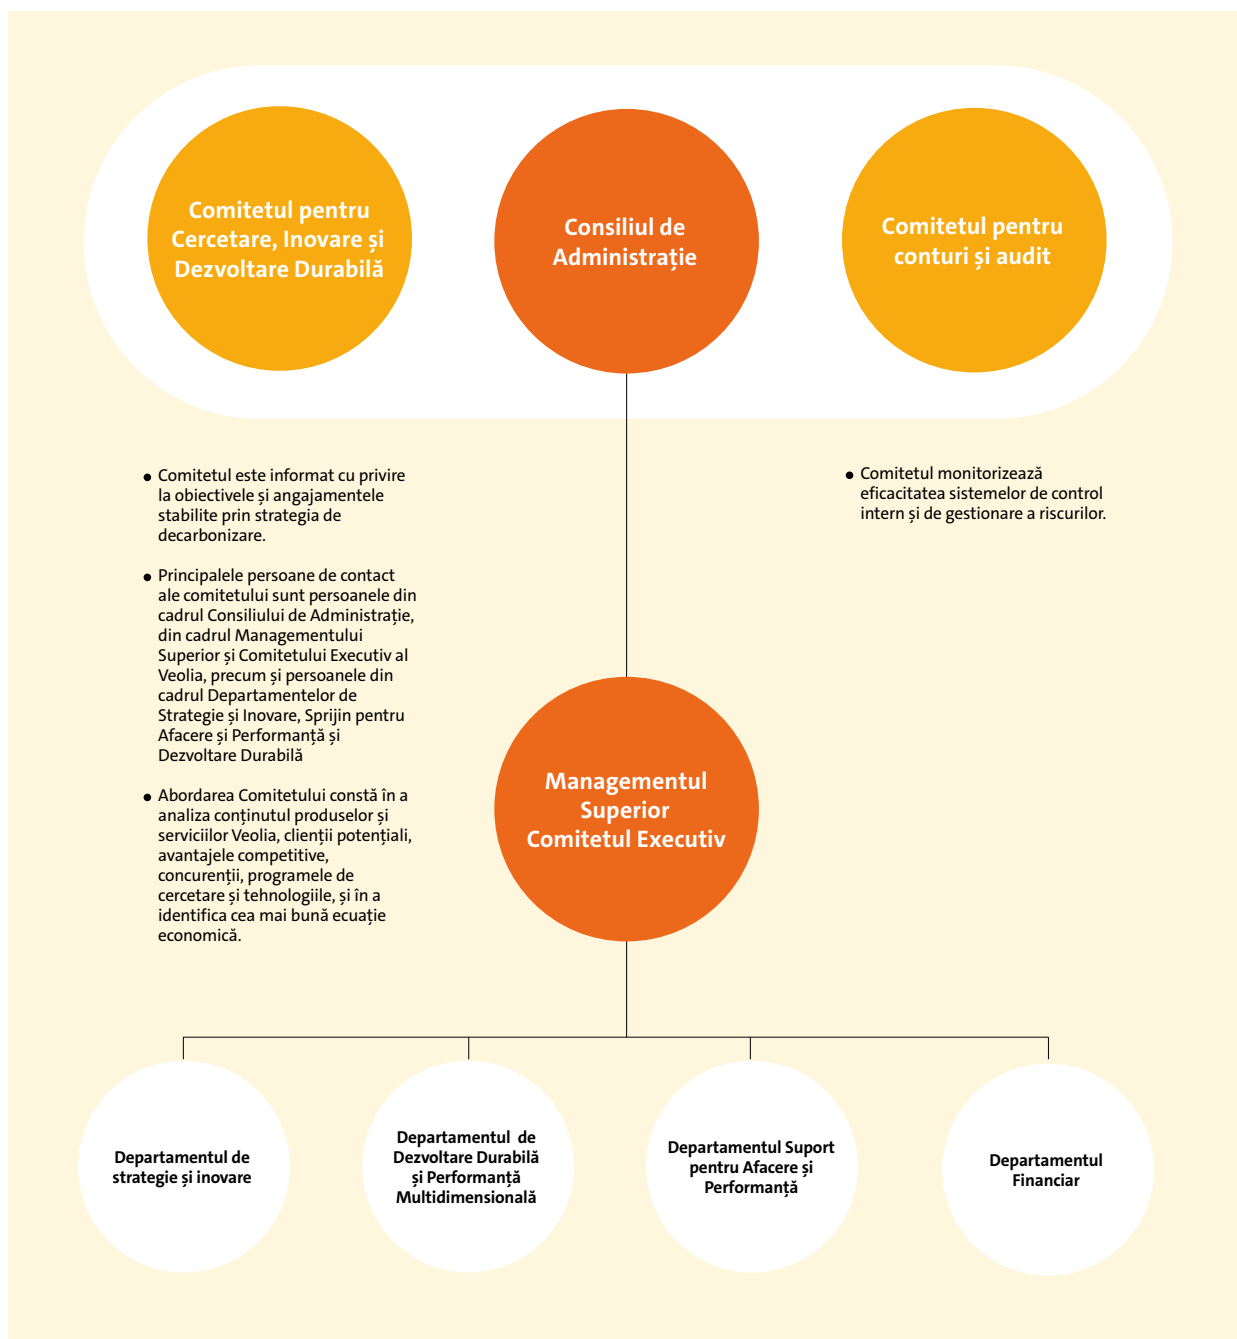 Comitetul pentru
Cercetare, Inovare și
Dezvoltare Durabilă
Consiliul de
Administrație
Comitetul pentru
conturi și audit
● Comitetul este informat cu privire
la obiectivele și angajamentele
stabilite prin strategia de
decarbonizare.
● Principalele persoane de contact
ale comitetului sunt persoanele din
cadrul Consiliului de Administrație,
din cadrul Managementului
Superior și Comitetului Executiv al
Veolia, precum și persoanele din
cadrul Departamentelor de
Strategie și Inovare, Sprijin pentru
Afacere și Performanță și
Dezvoltare Durabilă
● Abordarea Comitetului constă în a
analiza conținutul produselor și
serviciilor Veolia, clienții potențiali,
avantajele competitive,
concurenții, programele de
cercetare și tehnologiile, și în a
identifica cea mai bună ecuație
economică.
● Comitetul monitorizează
eficacitatea sistemelor de control
intern și de gestionare a riscurilor.
Managementul
Superior
Comitetul Executiv
Departamentul de
strategie și inovare
Departamentul de
Dezvoltare Durabilă
și Performanță
Multidimensională
Departamentul Suport
pentru Afacere și
Performanță
Departamentul
Financiar